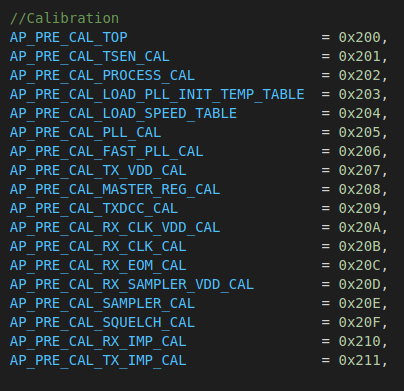 //Calibration
AP_PRE_CAL_TOP = 0x200,
AP_PRE_CAL_TSEN_CAL = 0x201,
AP_PRE_CAL_PROCESS_CAL = 0x202,
AP_PRE_CAL_LOAD_PLL_INIT_TEMP_TABLE = 0x203,
AP_PRE_CAL_LOAD_SPEED_TABLE = 0x204,
AP_PRE_CAL_PLL_CAL = 0x205,
AP_PRE_CAL_FAST_PLL_CAL = 0x206,
AP_PRE_CAL_TX_VDD_CAL = 0x207,
AP_PRE_CAL_MASTER_REG_CAL = 0x208,
AP_PRE_CAL_TXDCC_CAL = 0x209,
AP_PRE_CAL_RX_CLK_VDD_CAL = 0x20A,
AP_PRE_CAL_RX_CLK_CAL = 0x20B,
AP_PRE_CAL_RX_EOM_CAL = 0x20C,
AP_PRE_CAL_RX_SAMPLER_VDD_CAL = 0x20D,
AP_PRE_CAL_SAMPLER_CAL = 0x20E,
AP_PRE_CAL_SQUELCH_CAL = 0x20F,
AP_PRE_CAL_RX_IMP_CAL = 0x210,
AP_PRE_CAL_TX_IMP_CAL = 0x211,